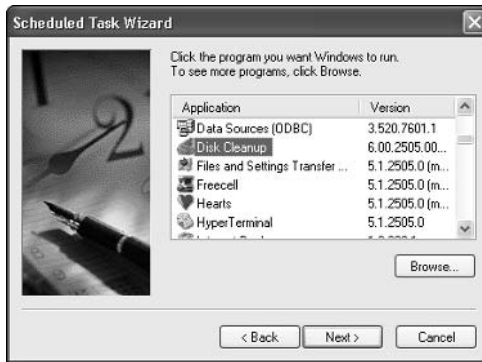 Scheduled Task Wizard
Click the program you want Windows to run.
To see more programs, click Browse.
Application Version
Data Sources (ODBC) 3.520.7601.1
Disk Cleanup 6.00.2505.00...
Files and Settings Transfer ... 5.1.2505.0 (m...
Freecell 5.1.2505.0 (m...
Hearts 5.1.2505.0 (m...
HyperTerminal 5.1.2505.0
Browse...
< Back Next > Cancel